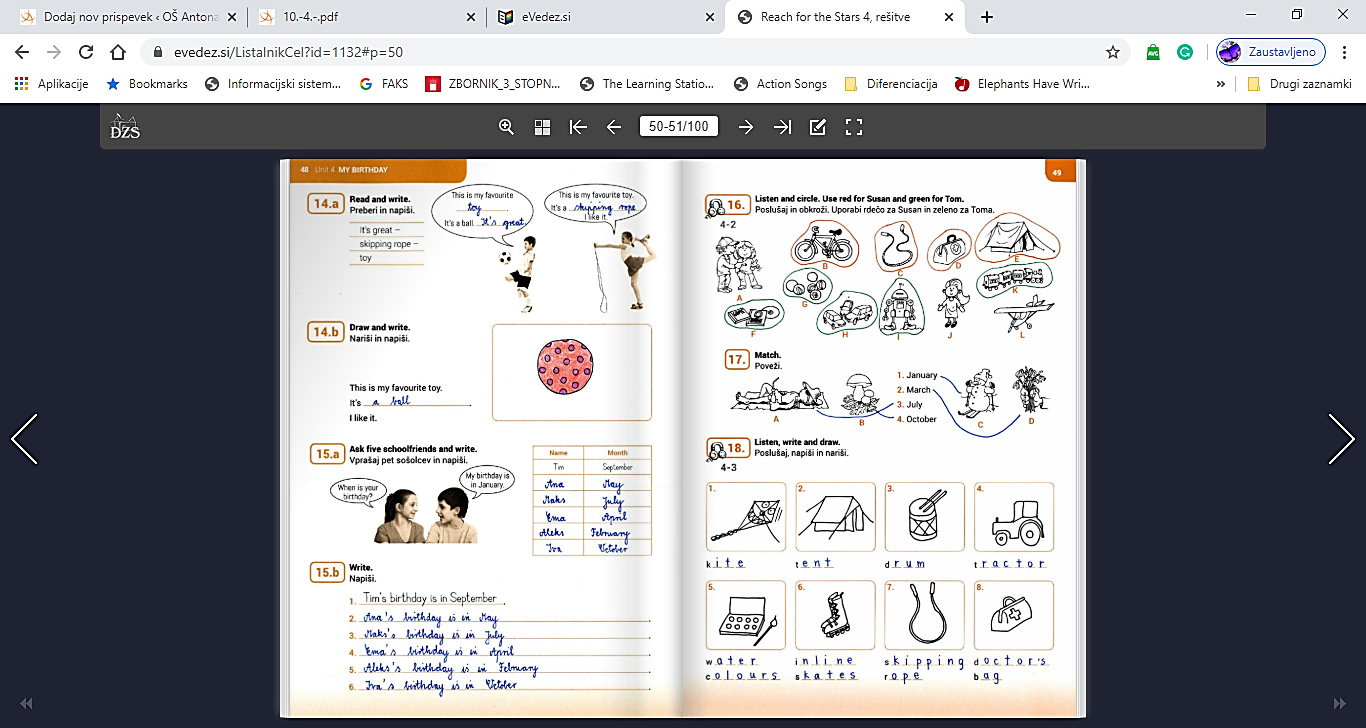 Dodaj nov prispevek ‹ OŠ Antona
10.-4.-.pdf
eVedez.si
Reach for the Stars 4, rešitve
evedez.si/ListalnikCel?id=1132#p=50
Zaustavljeno
Aplikacije
Bookmarks
Informacijski sistem...
FAKS
ZBORNIK_3_STOPN...
The Learning Statio...
Action Songs
Diferenciacija
Elephants Have Wri...
»
Drugi zaznamki
DZS
50-51/100
48 Unit 4 MY BIRTHDAY
14.a Read and write.
Preberi in napiši.
It's great –
skipping rope –
toy
This is my favourite
toy.
It's a ball. It's great.
This is my favourite toy.
It's a skipping rope
I like it.
14.b Draw and write.
Nariši in napiši.
This is my favourite toy.
It's a ball.
I like it.
15.a Ask five schoolfriends and write.
Vprašaj pet sošolcev in napiši.
When is your
birthday?
My birthday is
in January.
Name Month
Tim September
Ana May
Maks July
Ema April
Aleks February
Iva October
15.b Write.
Napiši.
1. Tim's birthday is in September.
2. Ana's birthday is in May.
3. Maks's birthday is in July.
4. Ema's birthday is in April.
5. Aleks's birthday is in February.
6. Iva's birthday is in October.
49
16. Listen and circle. Use red for Susan and green for Tom.
Poslušaj in obkroži. Uporabi rdečo za Susan in zeleno za Toma.
4-2
A
B
C
D
E
F
G
H
I
J
K
L
17. Match.
Poveži.
1. January
2. March
3. July
4. October
A
B
C
D
18. Listen, write and draw.
Poslušaj, napiši in nariši.
4-3
1.
2.
3.
4.
kite
tent
drum
tractor
5.
6.
7.
8.
water
colours
inline
skates
skipping
rope
doctor's
bag